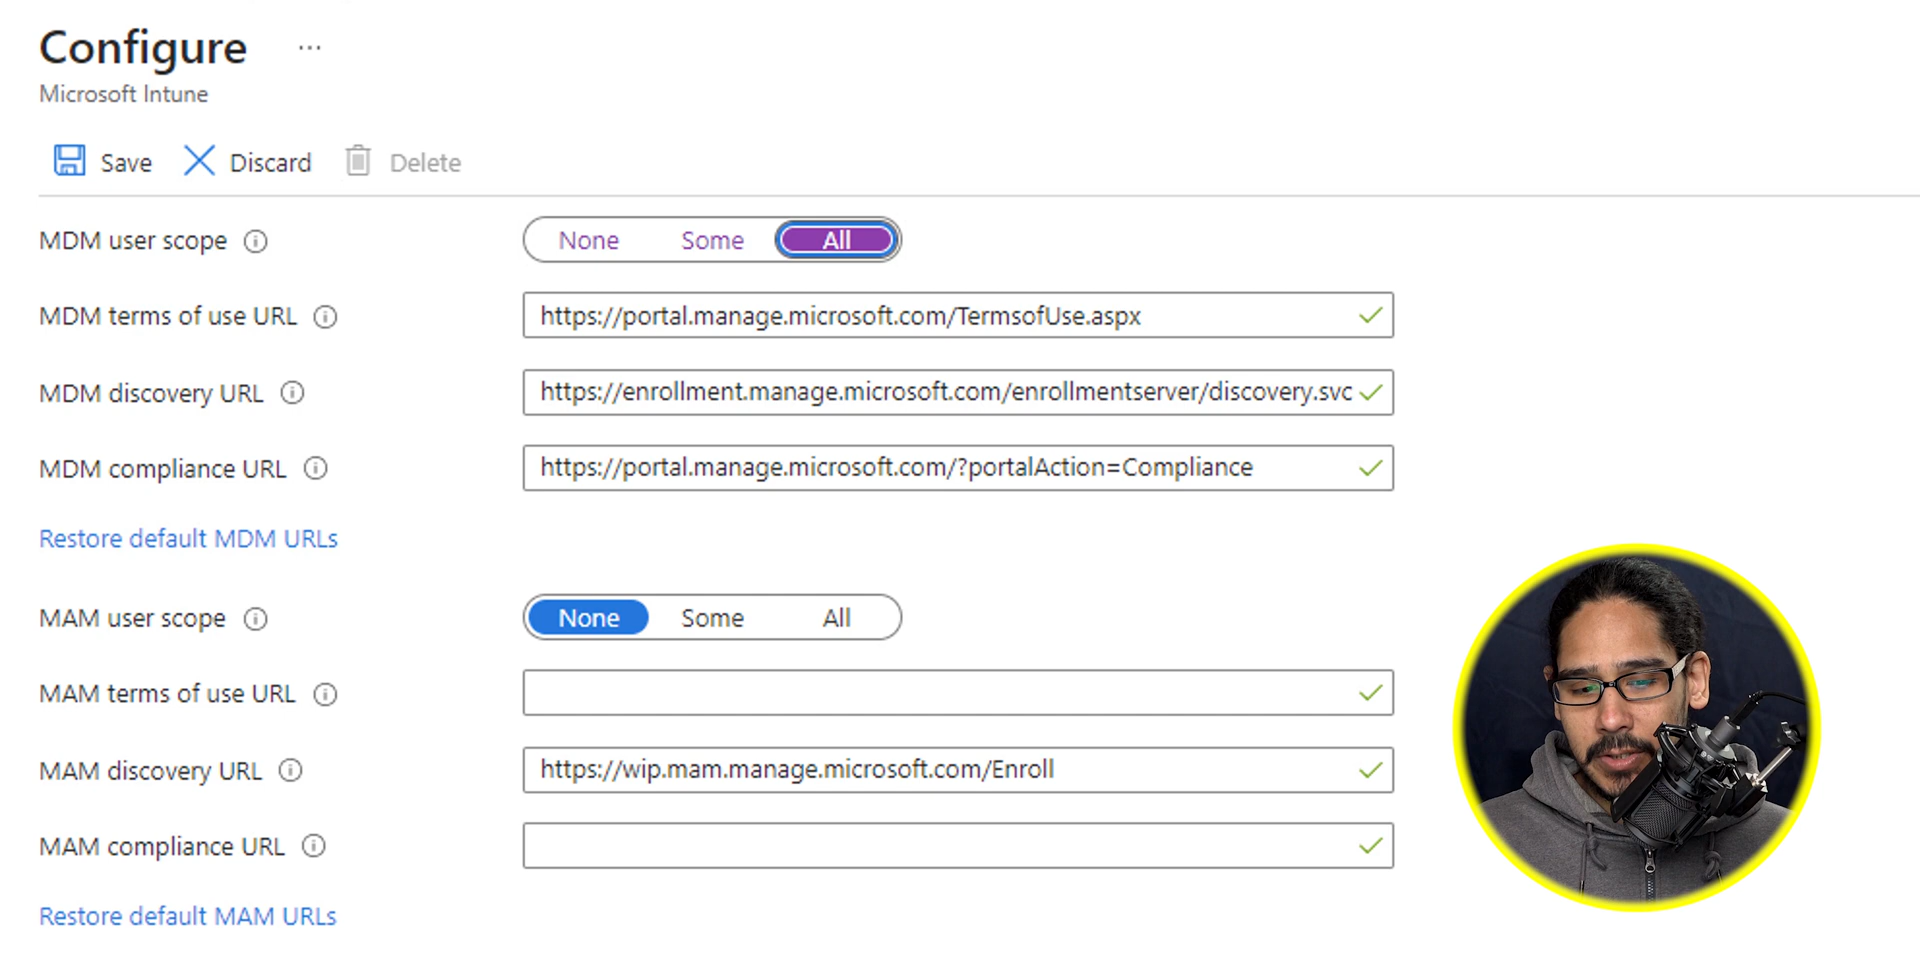 Configure ...
Microsoft Intune
Save Discard Delete
MDM user scope None Some All
MDM terms of use URL https://portal.manage.microsoft.com/TermsofUse.aspx
MDM discovery URL https://enrollment.manage.microsoft.com/enrollmentserver/discovery.svc
MDM compliance URL https://portal.manage.microsoft.com/?portalAction=Compliance
Restore default MDM URLs
MAM user scope None Some All
MAM terms of use URL
MAM discovery URL https://wip.mam.manage.microsoft.com/Enroll
MAM compliance URL
Restore default MAM URLs